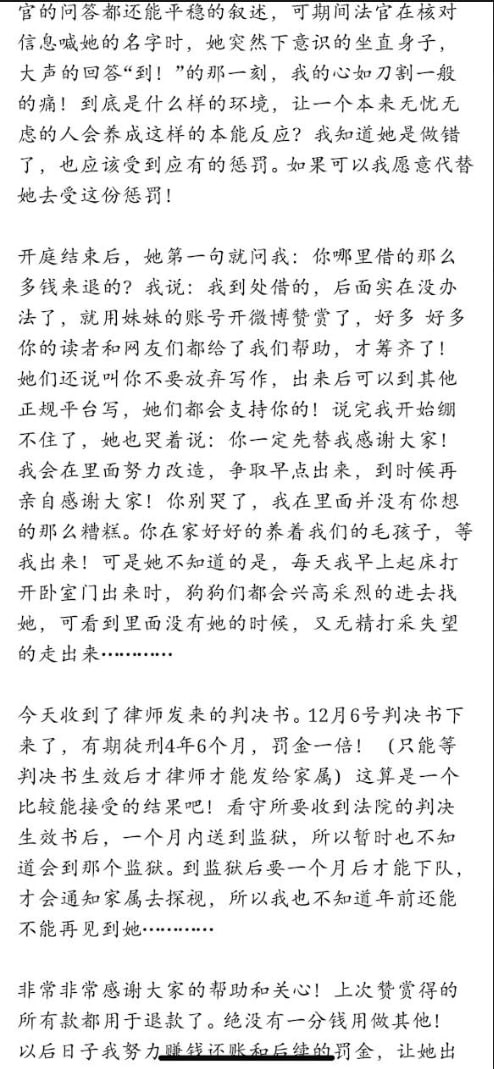 官的问答都还能平稳的叙述，可期间法官在核对
信息喊她的名字时，她突然下意识的坐直身子，
大声的回答“到！”的那一刻，我的心如刀割一般
的痛！到底是什么样的环境，让一个本来无忧无
虑的人会养成这样的本能反应？我知道她是做错
了，也应该受到应有的惩罚。如果可以我愿意代替
她去受这份惩罚！
开庭结束后，她第一句就问我：你哪里借的那么
多钱来退的？我说：我到处借的，后面实在没办
法了，就用妹妹的账号开微博赞赏了，好多 好多
你的读者和网友们都给了我们帮助，才筹齐了！
她们还说叫你不要放弃写作，出来后可以到其他
正规平台写，她们都会支持你的！说完我开始绷
不住了，她也哭着说：你一定先替我感谢大家！
我会在里面努力改造，争取早点出来，到时候再
亲自感谢大家！你别哭了，我在里面并没有你想
的那么糟糕。你在家好好的养着我们的毛孩子，等
我出来！可是她不知道的是，每天我早上起床打
开卧室门出来时，狗狗们都会兴高采烈的进去找
她，可看到里面没有她的时候，又无精打采失望
的走出来…………
今天收到了律师发来的判决书。12月6号判决书下
来了，有期徒刑4年6个月，罚金一倍！（只能等
判决书生效后才律师才能发给家属）这算是一个
比较能接受的结果吧！看守所要收到法院的判决
生效书后，一个月内送到监狱，所以暂时也不知
道会到那个监狱。到监狱后要一个月后才能下队，
才会通知家属去探视，所以我也不知道年前还能
不能再见到她…………
非常非常感谢大家的帮助和关心！上次赞赏得的
所有款都用于退款了。绝没有一分钱用做其他！
以后日子我努力赚钱还账和后续的罚金，让她出